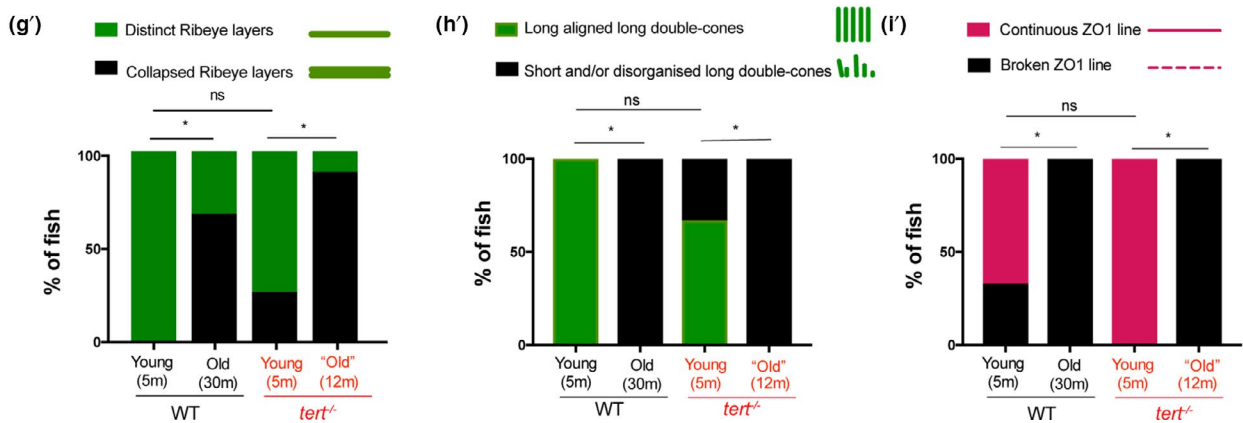 (g′)
Distinct Ribeye layers
Collapsed Ribeye layers
ns
*
*
100
50
0
% of fish
Young
(5m)
Old
(30m)
Young
(5m)
"Old"
(12m)
WT
tert-/-
(h′)
Long aligned long double-cones
Short and/or disorganised long double-cones
ns
*
*
100
50
0
% of fish
Young
(5m)
Old
(30m)
Young
(5m)
"Old"
(12m)
WT
tert-/-
(i′)
Continuous ZO1 line
Broken ZO1 line
ns
*
*
100
50
0
% of fish
Young
(5m)
Old
(30m)
Young
(5m)
"Old"
(12m)
WT
tert-/-